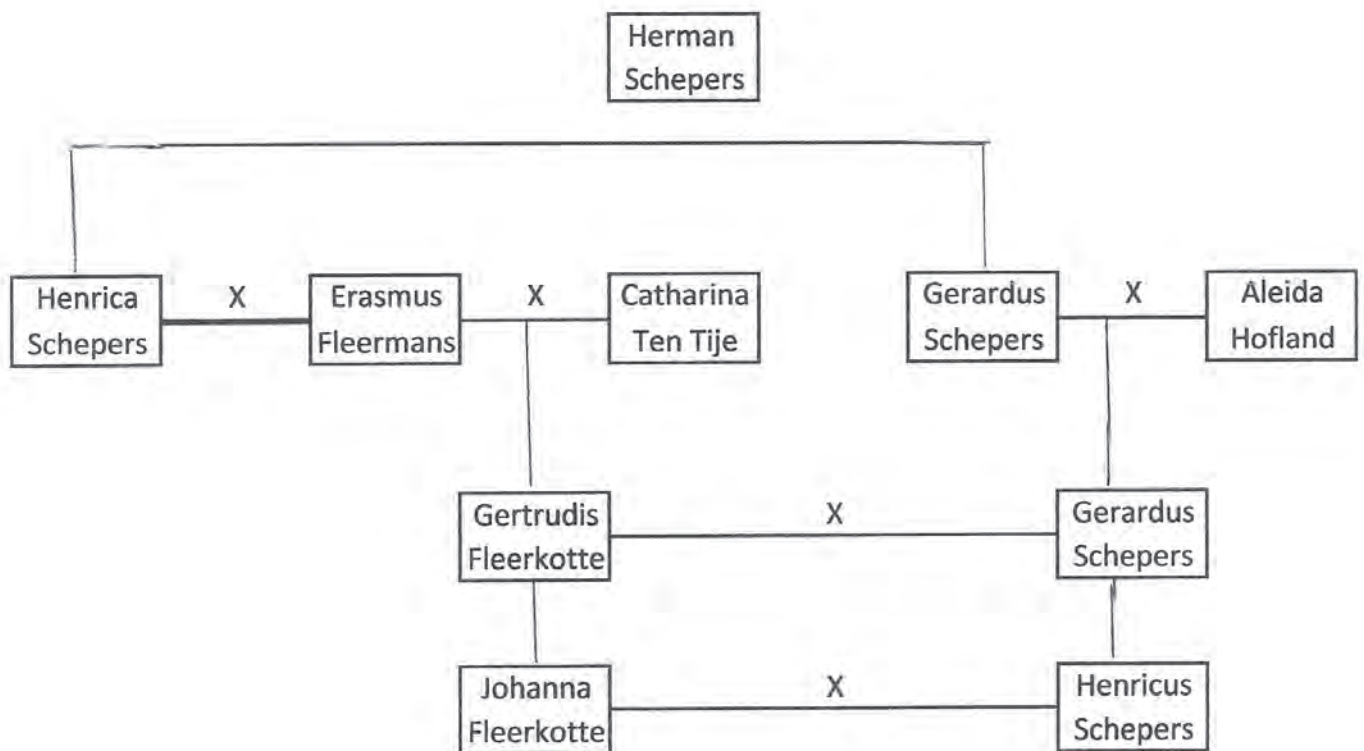 Herman
Schepers
Henrica
Schepers
X
Erasmus
Fleermans
X
Catharina
Ten Tije
Gerardus
Schepers
X
Aleida
Hofland
Gertrudis
Fleerkotte
X
Gerardus
Schepers
Johanna
Fleerkotte
X
Henricus
Schepers